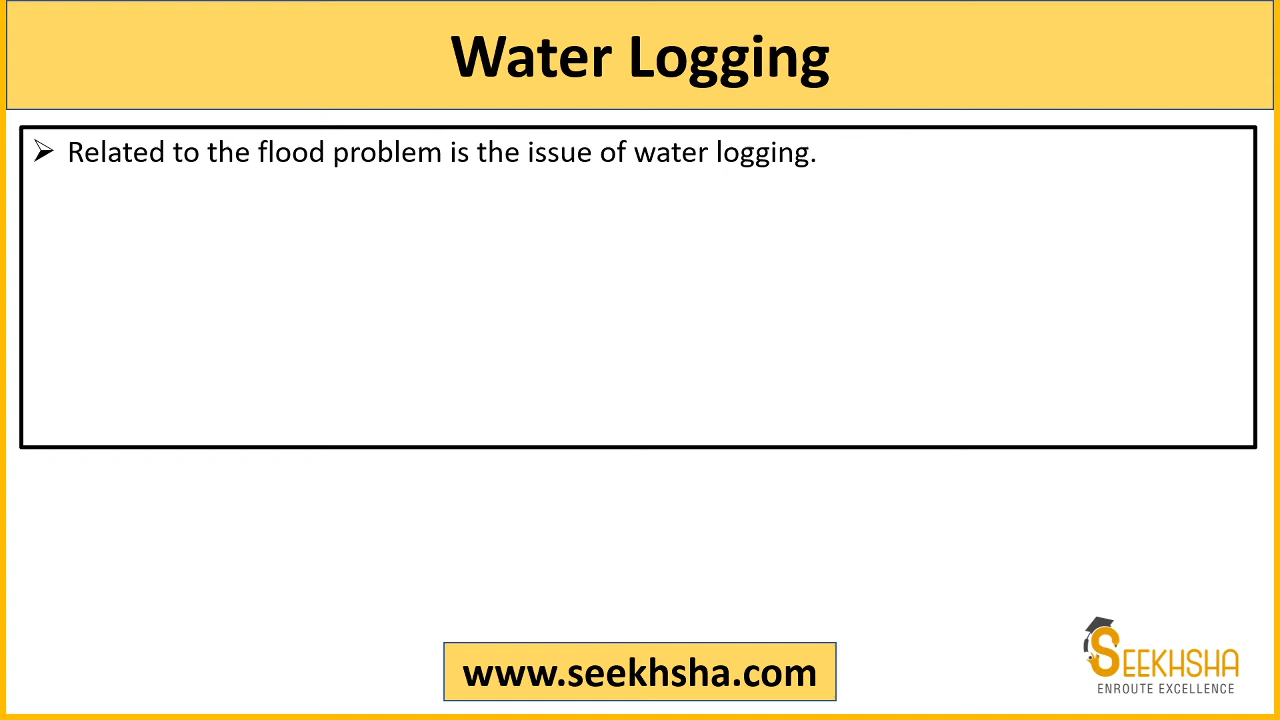 Water Logging
➢ Related to the flood problem is the issue of water logging.
www.seekhsha.com
SEEKHSHA
ENROUTE EXCELLENCE